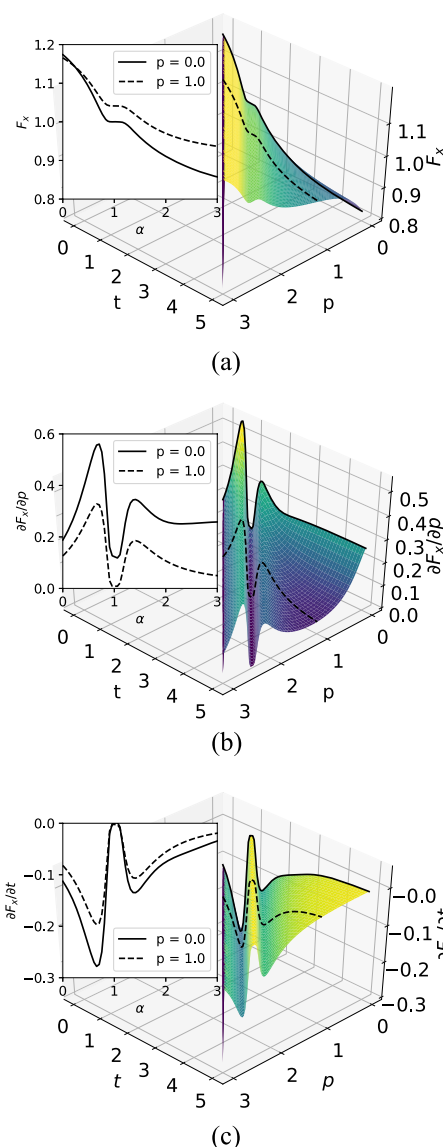 1.2
1.1
1.0
0.9
0.8
F_x
p = 0.0
p = 1.0
0 1 2 3
α
0 1 2 3 4 5
t
3 2 1 0
p
1.1
1.0
0.9
0.8
F_x
(a)
0.6
0.4
0.2
0.0
∂F_x/∂p
p = 0.0
p = 1.0
0 1 2 3
α
0 1 2 3 4 5
t
3 2 1 0
p
0.5
0.4
0.3
0.2
0.1
0.0
∂F_x/∂p
(b)
0.0
−0.1
−0.2
−0.3
∂F_x/∂t
p = 0.0
p = 1.0
0 1 2 3
α
0 1 2 3 4 5
t
3 2 1 0
p
−0.0
−0.1
−0.2
−0.3
∂F_x/∂t
(c)